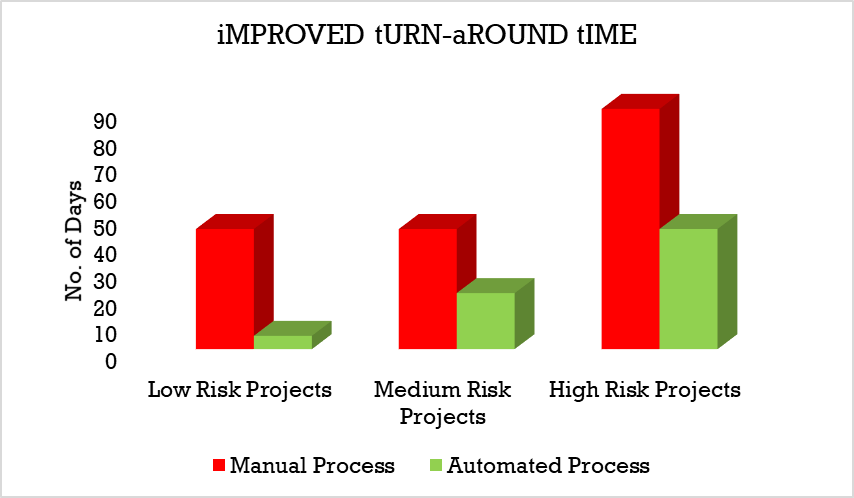 iMPROVED tURN-aROUND tIME
No. of Days
90
80
70
60
50
40
30
20
10
0
Low Risk Projects
Medium Risk
Projects
High Risk Projects
Manual Process
Automated Process